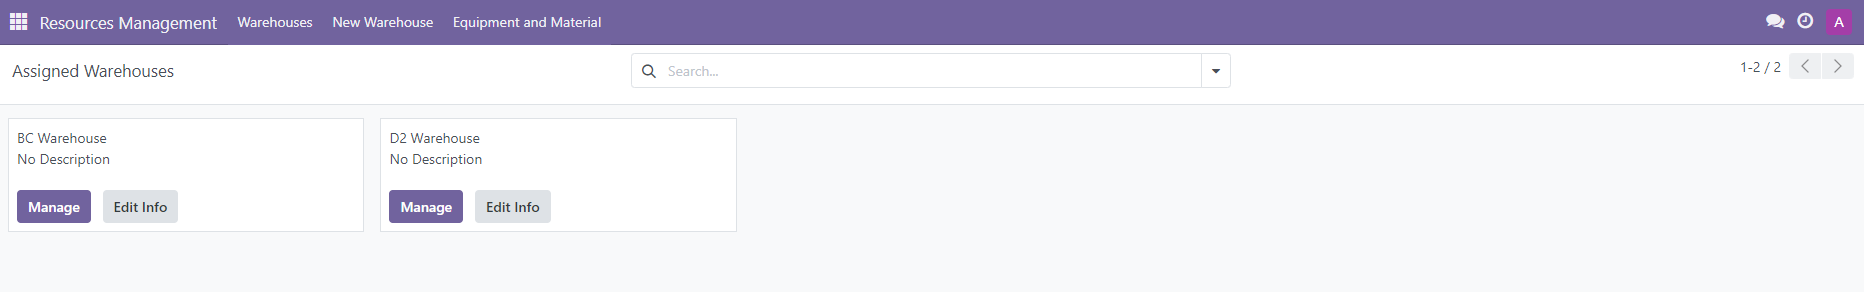 Resources Management Warehouses New Warehouse Equipment and Material A
Assigned Warehouses Search... 1-2 / 2
BC Warehouse
No Description
Manage Edit Info
D2 Warehouse
No Description
Manage Edit Info